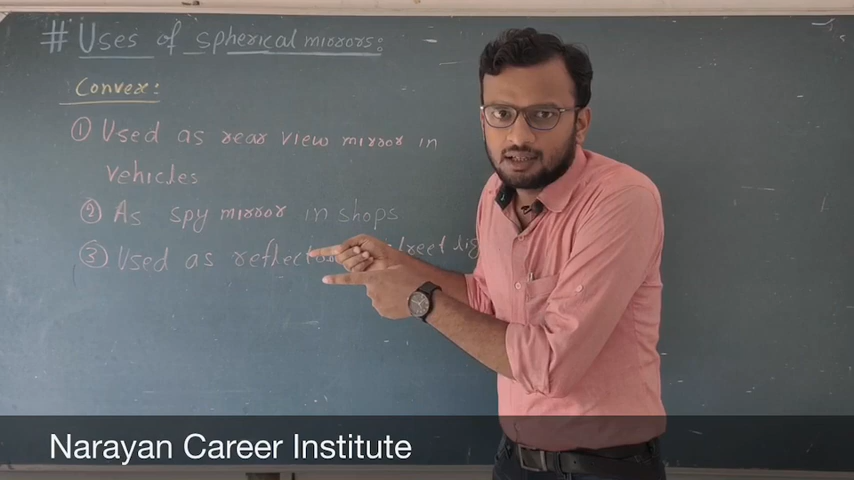 # Uses of spherical mirrors:
Convex:
① Used as rear view mirror in
vehicles
② As spy mirror in shops
③ Used as
Narayan Career Institute